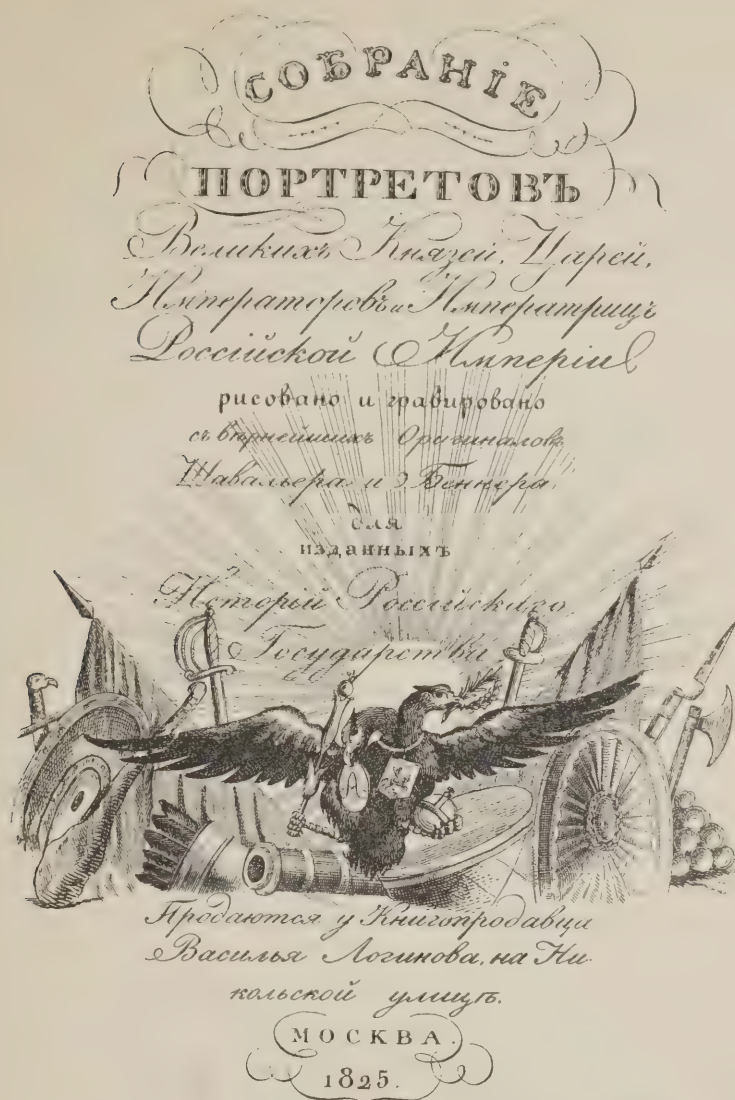 СОБРАНІЕ
ПОРТРЕТОВЪ
Великихъ Князей, Царей,
Императоровъ и Императрицъ
Россійской Имперіи
рисовано и гравировано
съ вѣрнейшихъ Оригиналовъ
Шавальера и Беннера
для
изданныхъ
Исторій Россійскаго
Государства
Продаются у Книгопродавца
Василья Логинова, на Ни-
кольской улицѣ.
МОСКВА.
1825.